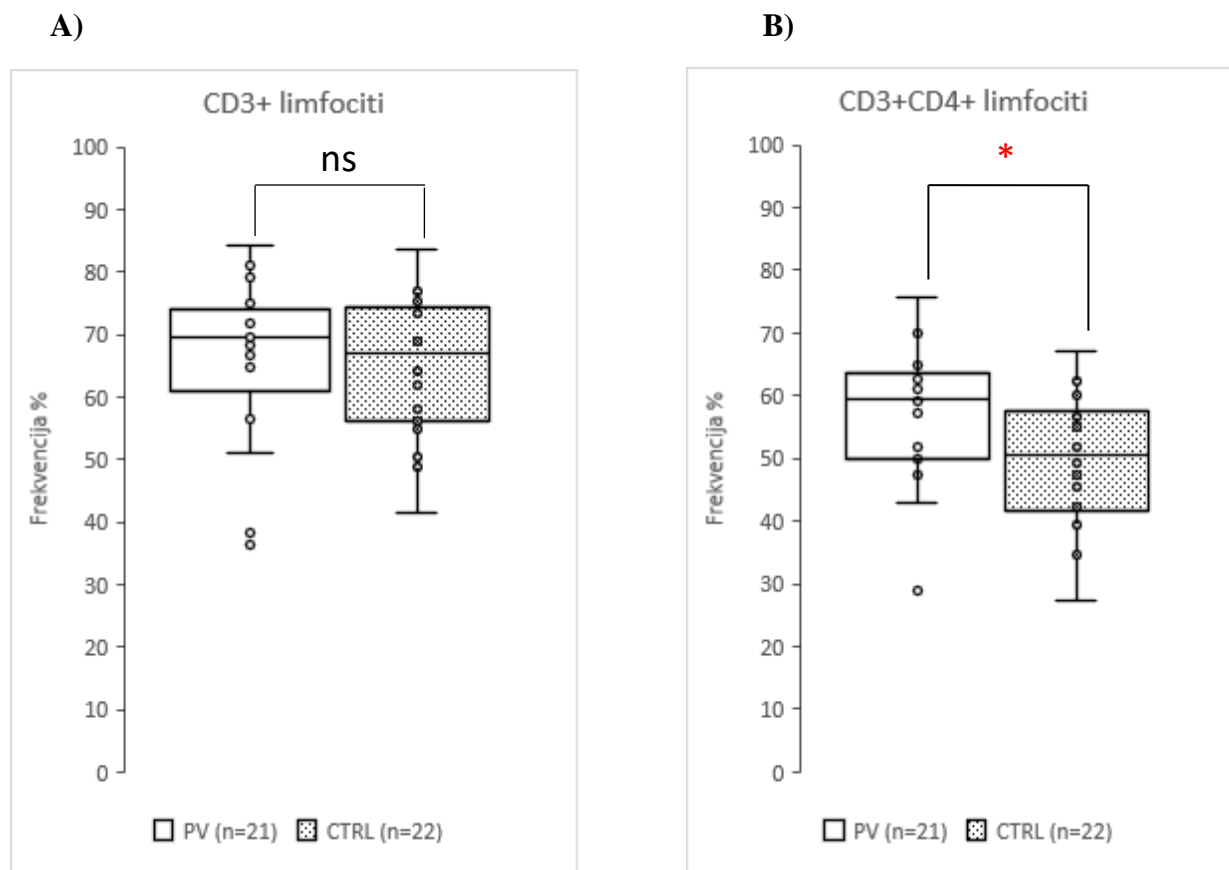 A)
CD3+ limfociti
100
90
80
70
60
50
40
30
20
10
0
Frekvencija %
ns
PV (n=21) CTRL (n=22)
B)
CD3+CD4+ limfociti
100
90
80
70
60
50
40
30
20
10
0
Frekvencija %
*
PV (n=21) CTRL (n=22)